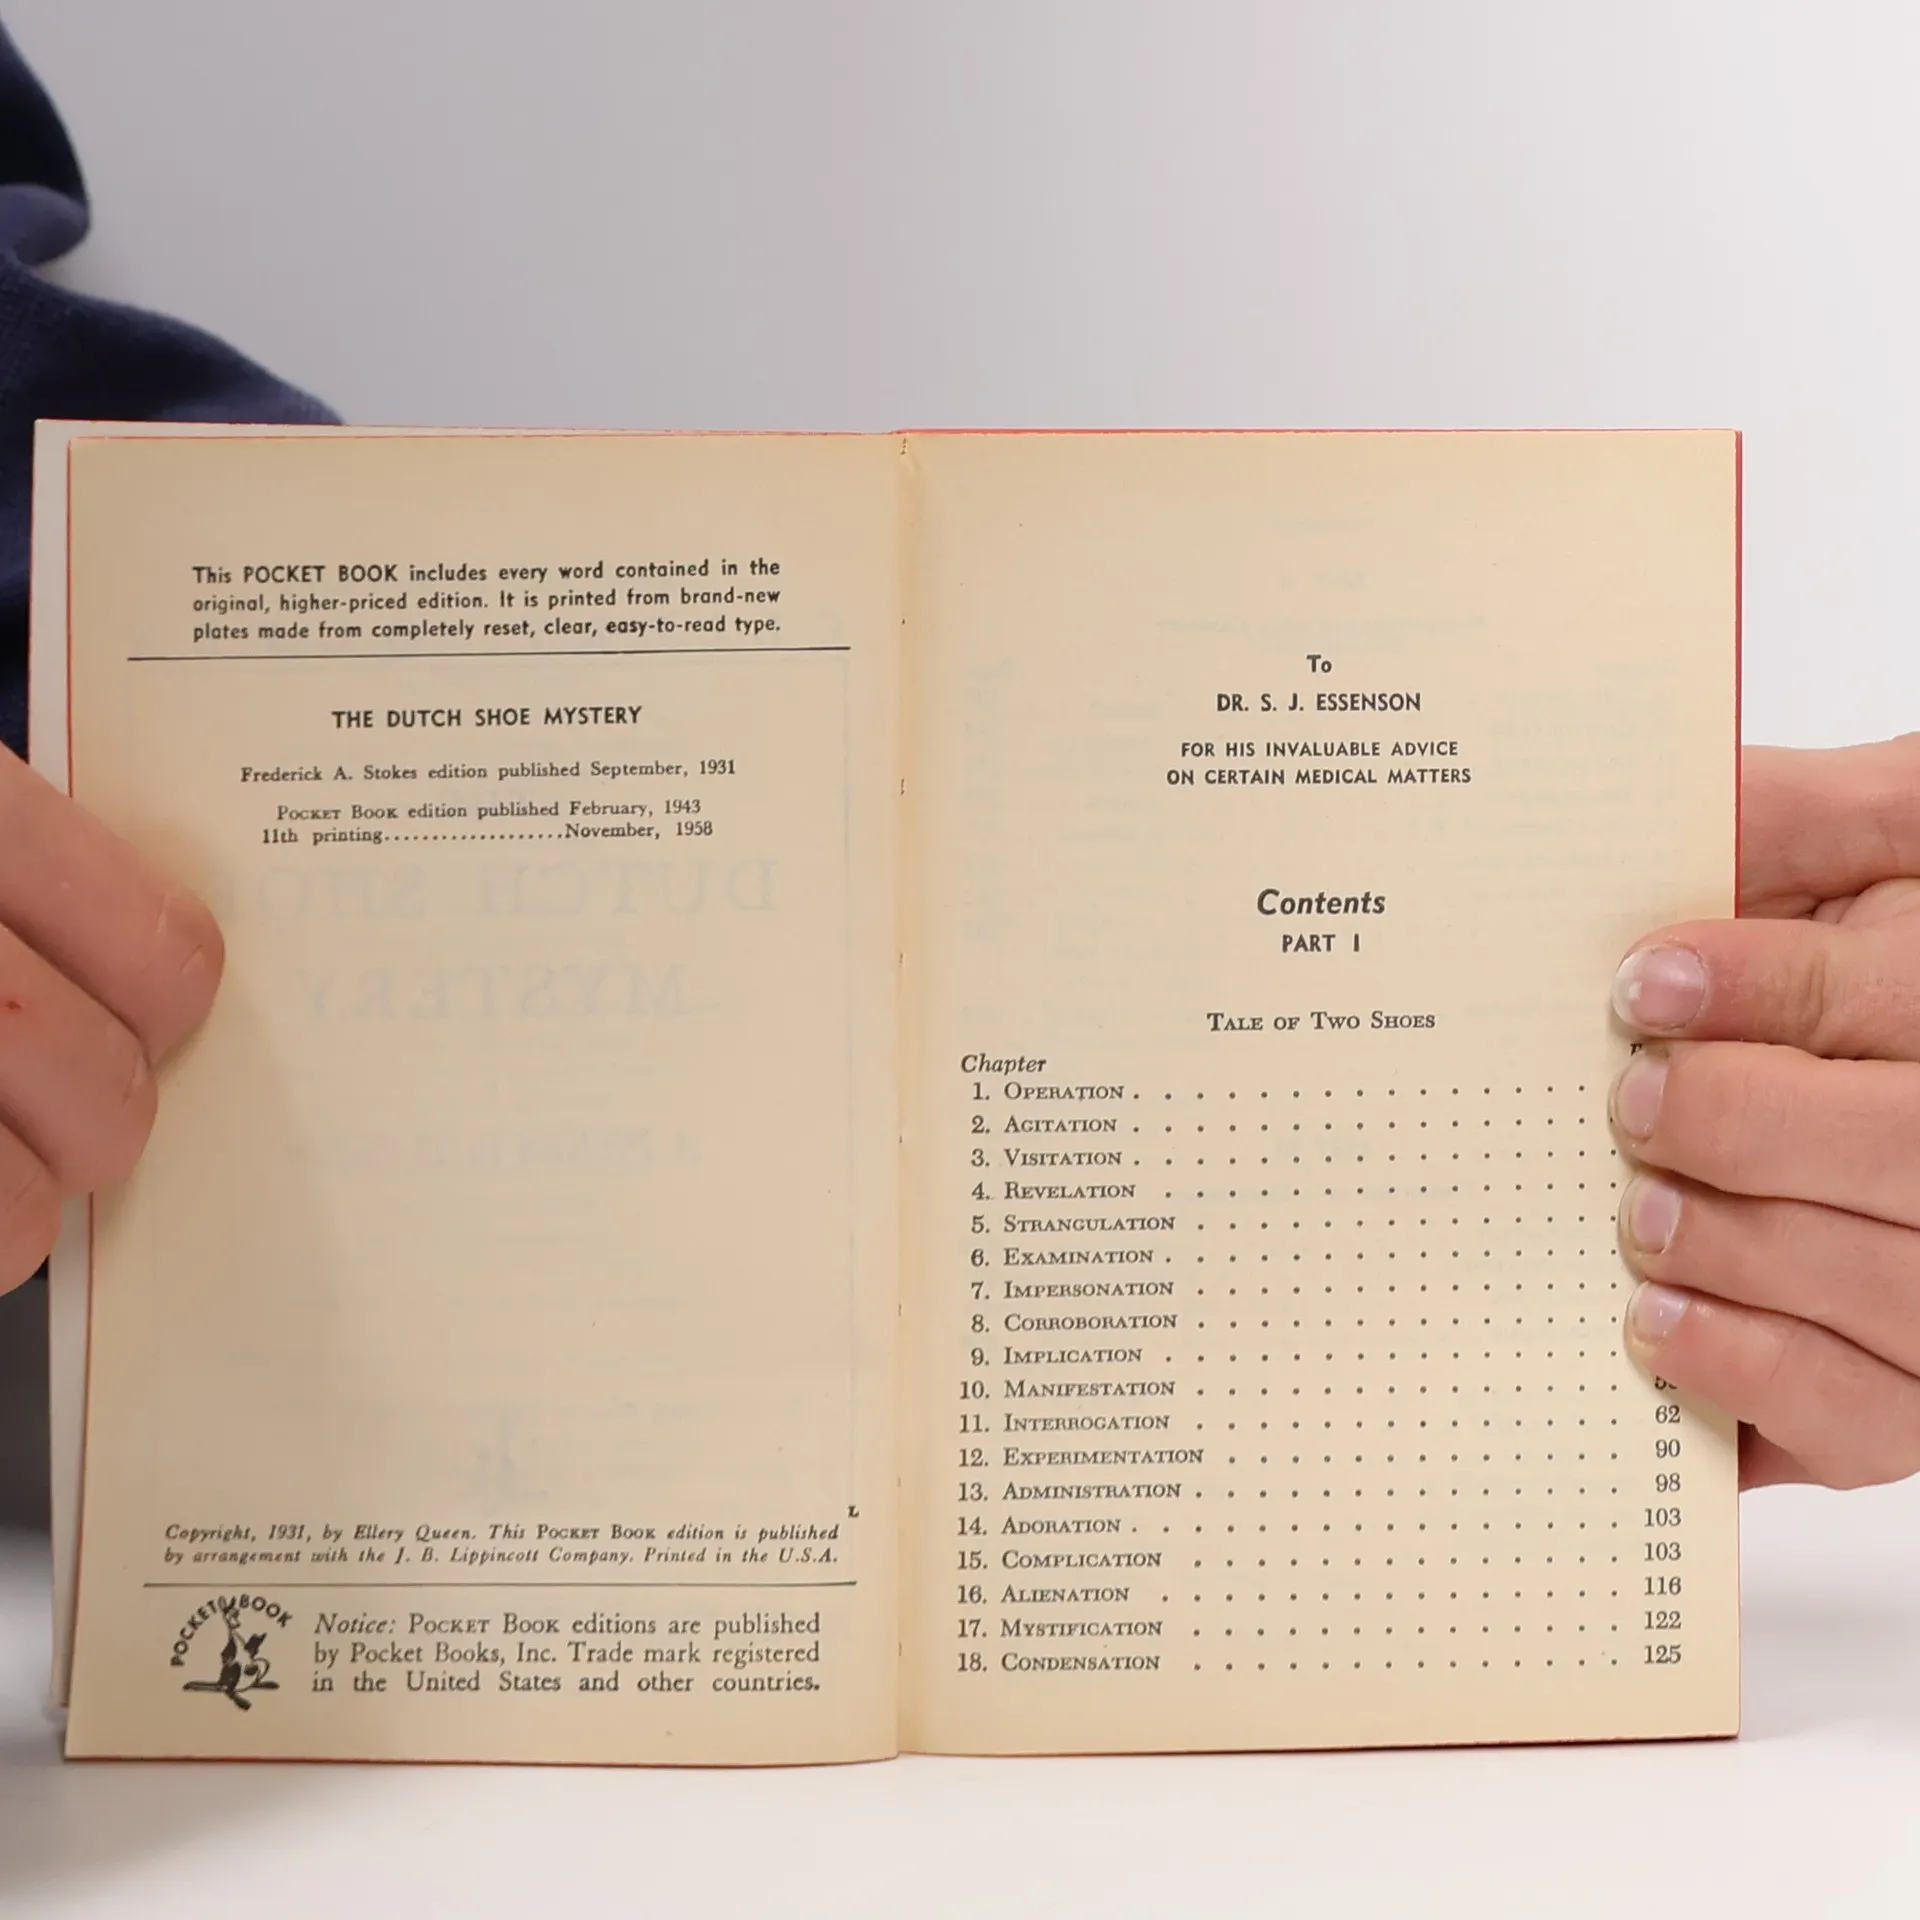 This POCKET BOOK includes every word contained in the
original, higher-priced edition. It is printed from brand-new
plates made from completely reset, clear, easy-to-read type.
THE DUTCH SHOE MYSTERY
Frederick A. Stokes edition published September, 1931
POCKET BOOK edition published February, 1943
11th printing...................November, 1958
L
Copyright, 1931, by Ellery Queen. This POCKET BOOK edition is published
by arrangement with the J. B. Lippincott Company. Printed in the U.S.A.
POCKET BOOK
Notice: POCKET BOOK editions are published
by Pocket Books, Inc. Trade mark registered
in the United States and other countries.
To
DR. S. J. ESSENSON
FOR HIS INVALUABLE ADVICE
ON CERTAIN MEDICAL MATTERS
Contents
PART I
TALE OF TWO SHOES
Chapter
1. OPERATION . . . . . . . . . . . . . . .
2. AGITATION . . . . . . . . . . . . . . .
3. VISITATION . . . . . . . . . . . . . . . .
4. REVELATION . . . . . . . . . . . . . . .
5. STRANGULATION . . . . . . . . . . . . . .
6. EXAMINATION . . . . . . . . . . . . . . .
7. IMPERSONATION . . . . . . . . . . . . . .
8. CORROBORATION . . . . . . . . . . . . . .
9. IMPLICATION . . . . . . . . . . . . . . .
10. MANIFESTATION . . . . . . . . . . . . . .
11. INTERROGATION . . . . . . . . . . . . . . 62
12. EXPERIMENTATION . . . . . . . . . . . . . 90
13. ADMINISTRATION . . . . . . . . . . . . . . 98
14. ADORATION . . . . . . . . . . . . . . . . 103
15. COMPLICATION . . . . . . . . . . . . . . 103
16. ALIENATION . . . . . . . . . . . . . . . 116
17. MYSTIFICATION . . . . . . . . . . . . . . 122
18. CONDENSATION . . . . . . . . . . . . . . 125